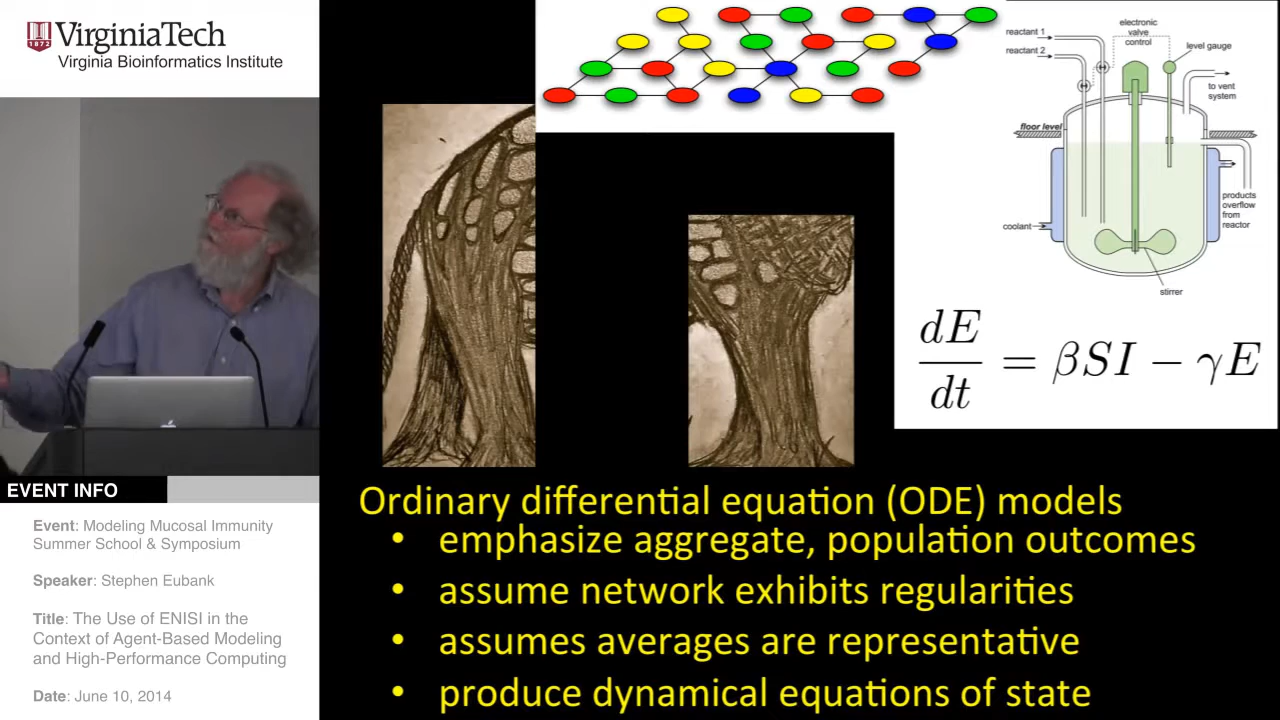 VirginiaTech
1872
Virginia Bioinformatics Institute
EVENT INFO
Event: Modeling Mucosal Immunity
Summer School & Symposium
Speaker: Stephen Eubank
Title: The Use of ENISI in the
Context of Agent-Based Modeling
and High-Performance Computing
Date: June 10, 2014
reactant 1
reactant 2
electronic
valve
control
level gauge
to vent
system
floor level
products
overflow
from
reactor
coolant
stirrer
dE/dt = βSI − γE
Ordinary differential equation (ODE) models
• emphasize aggregate, population outcomes
• assume network exhibits regularities
• assumes averages are representative
• produce dynamical equations of state